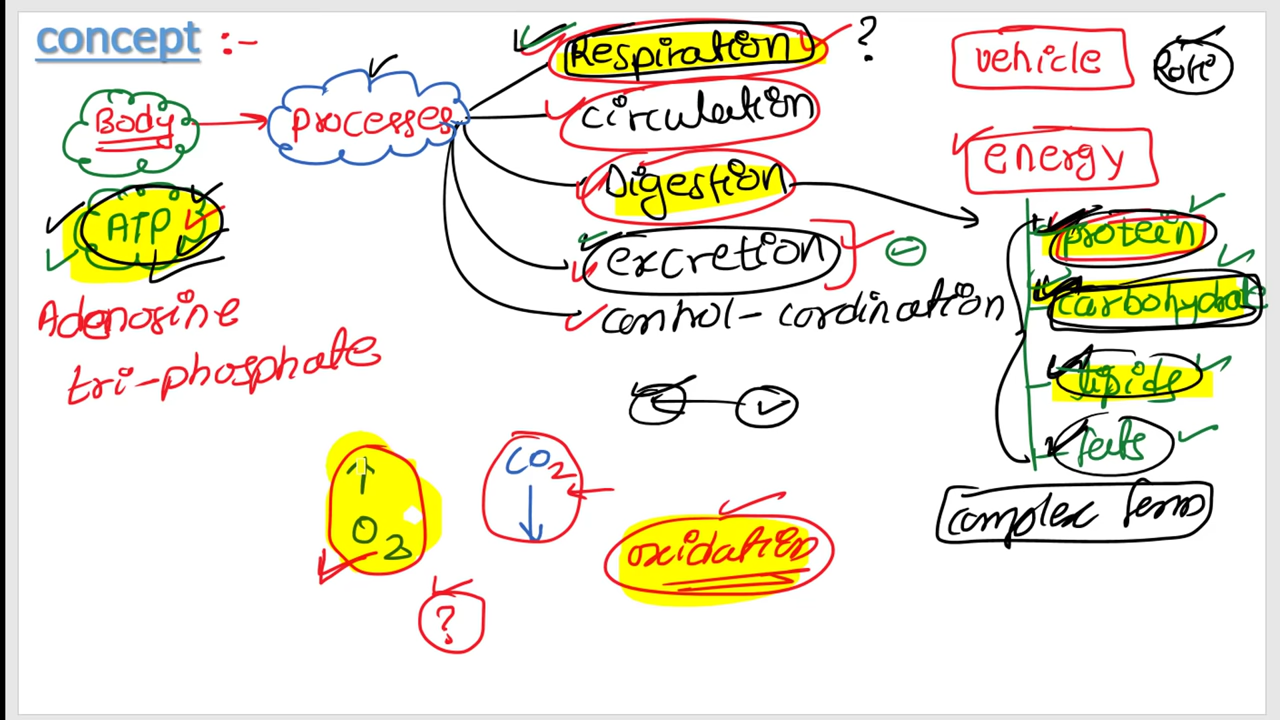 concept :-
Body
ATP
Adenosine
tri-phosphate
processes
Respiration ?
circulation
Digestion
excretion
control-cordination
vehicle
Roti
energy
protein
carbohydrate
lipids
fats
complex form
O2
CO2
oxidation
?